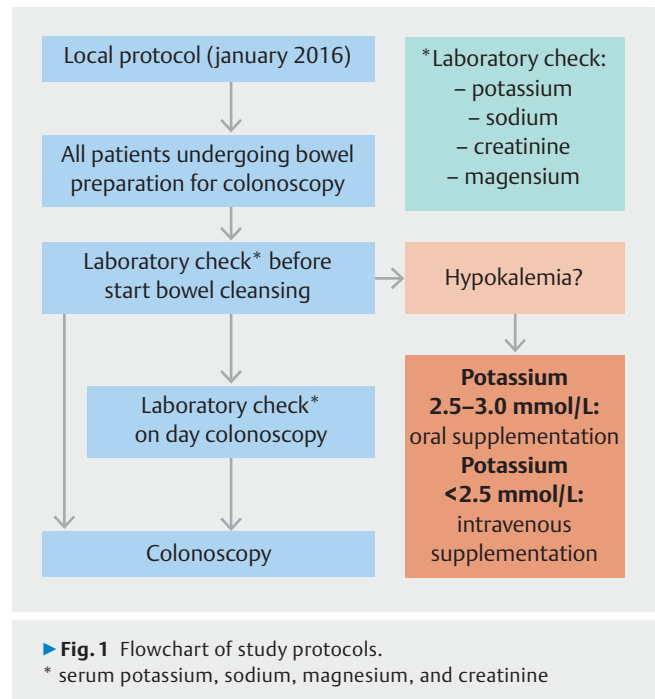 Local protocol (january 2016)
All patients undergoing bowel
preparation for colonoscopy
Laboratory check* before
start bowel cleansing
Laboratory check*
on day colonoscopy
Colonoscopy
*Laboratory check:
– potassium
– sodium
– creatinine
– magensium
Hypokalemia?
Potassium
2.5–3.0 mmol/L:
oral supplementation
Potassium
<2.5 mmol/L:
intravenous
supplementation
▶ Fig. 1 Flowchart of study protocols.
* serum potassium, sodium, magnesium, and creatinine